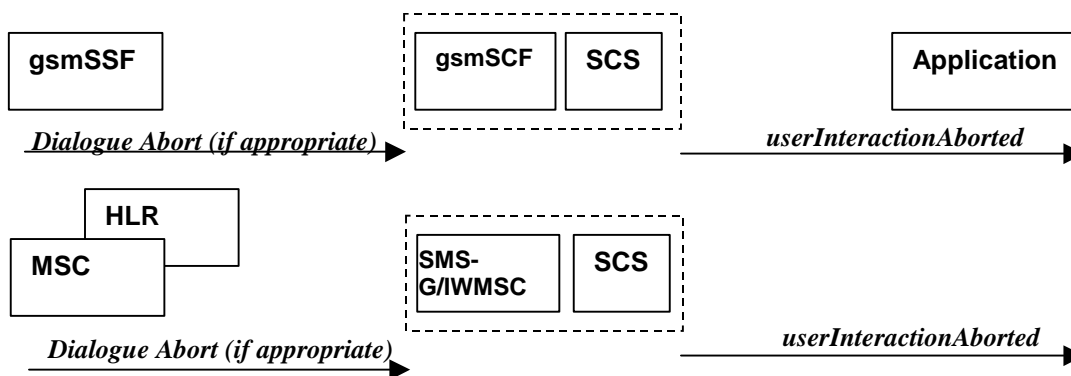 gsmSSF
gsmSCF
SCS
Application
Dialogue Abort (if appropriate)
userInteractionAborted
HLR
MSC
SMS-
G/IWMSC
SCS
Dialogue Abort (if appropriate)
userInteractionAborted